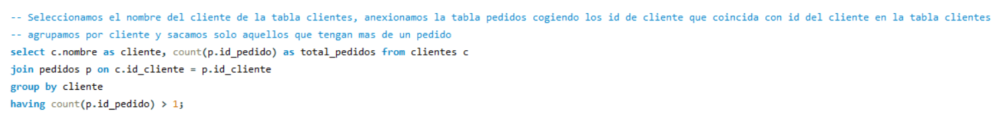 -- Seleccionamos el nombre del cliente de la tabla clientes, anexionamos la tabla pedidos cogiendo los id de cliente que coincida con id del cliente en la tabla clientes
-- agrupamos por cliente y sacamos solo aquellos que tengan mas de un pedido
select c.nombre as cliente, count(p.id_pedido) as total_pedidos from clientes c
join pedidos p on c.id_cliente = p.id_cliente
group by cliente
having count(p.id_pedido) > 1;